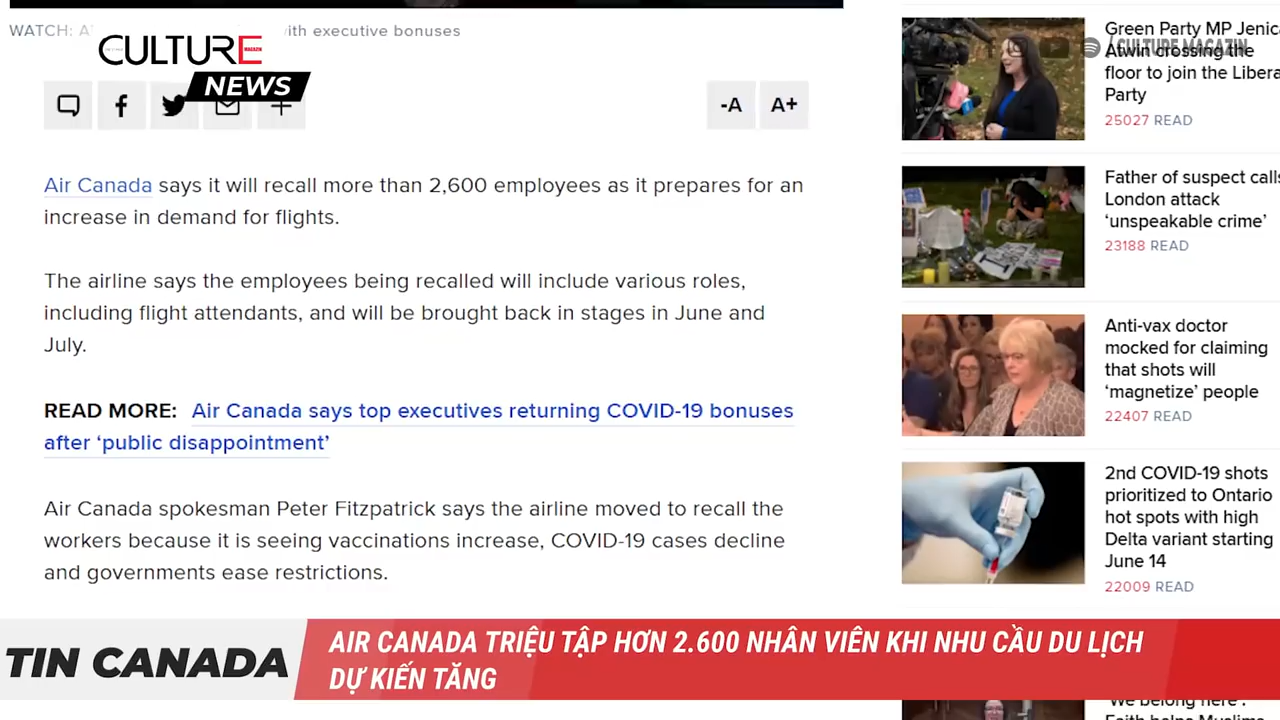 WATCH: A
ith executive bonuses
CULTURE
MAGAZIN
NEWS
-A
A+
Air Canada says it will recall more than 2,600 employees as it prepares for an
increase in demand for flights.
The airline says the employees being recalled will include various roles,
including flight attendants, and will be brought back in stages in June and
July.
READ MORE: Air Canada says top executives returning COVID-19 bonuses
after ‘public disappointment’
Air Canada spokesman Peter Fitzpatrick says the airline moved to recall the
workers because it is seeing vaccinations increase, COVID-19 cases decline
and governments ease restrictions.
Green Party MP Jenica
Atwin crossing the
floor to join the Libera
Party
25027 READ
/ CULTURE MAGAZIN
Father of suspect calls
London attack
‘unspeakable crime’
23188 READ
Anti-vax doctor
mocked for claiming
that shots will
‘magnetize’ people
22407 READ
2nd COVID-19 shots
prioritized to Ontario
hot spots with high
Delta variant starting
June 14
22009 READ
'We belong here':
Faith helps Muslims
TIN CANADA
AIR CANADA TRIỆU TẬP HƠN 2.600 NHÂN VIÊN KHI NHU CẦU DU LỊCH
DỰ KIẾN TĂNG